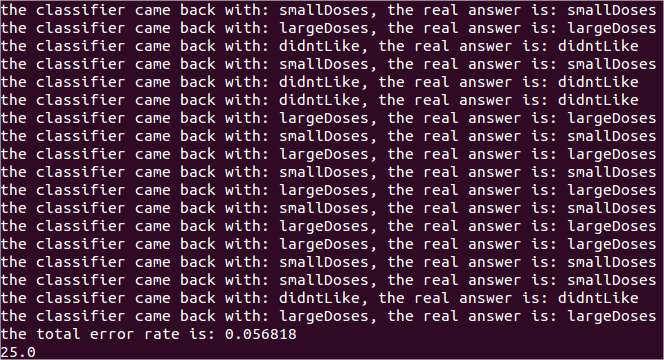 the classifier came back with: smallDoses, the real answer is: smallDoses
the classifier came back with: largeDoses, the real answer is: largeDoses
the classifier came back with: didntLike, the real answer is: didntLike
the classifier came back with: smallDoses, the real answer is: smallDoses
the classifier came back with: didntLike, the real answer is: didntLike
the classifier came back with: didntLike, the real answer is: didntLike
the classifier came back with: largeDoses, the real answer is: largeDoses
the classifier came back with: smallDoses, the real answer is: smallDoses
the classifier came back with: largeDoses, the real answer is: largeDoses
the classifier came back with: smallDoses, the real answer is: smallDoses
the classifier came back with: largeDoses, the real answer is: largeDoses
the classifier came back with: smallDoses, the real answer is: smallDoses
the classifier came back with: largeDoses, the real answer is: largeDoses
the classifier came back with: largeDoses, the real answer is: largeDoses
the classifier came back with: smallDoses, the real answer is: smallDoses
the classifier came back with: smallDoses, the real answer is: smallDoses
the classifier came back with: didntLike, the real answer is: didntLike
the classifier came back with: largeDoses, the real answer is: largeDoses
the total error rate is: 0.056818
25.0